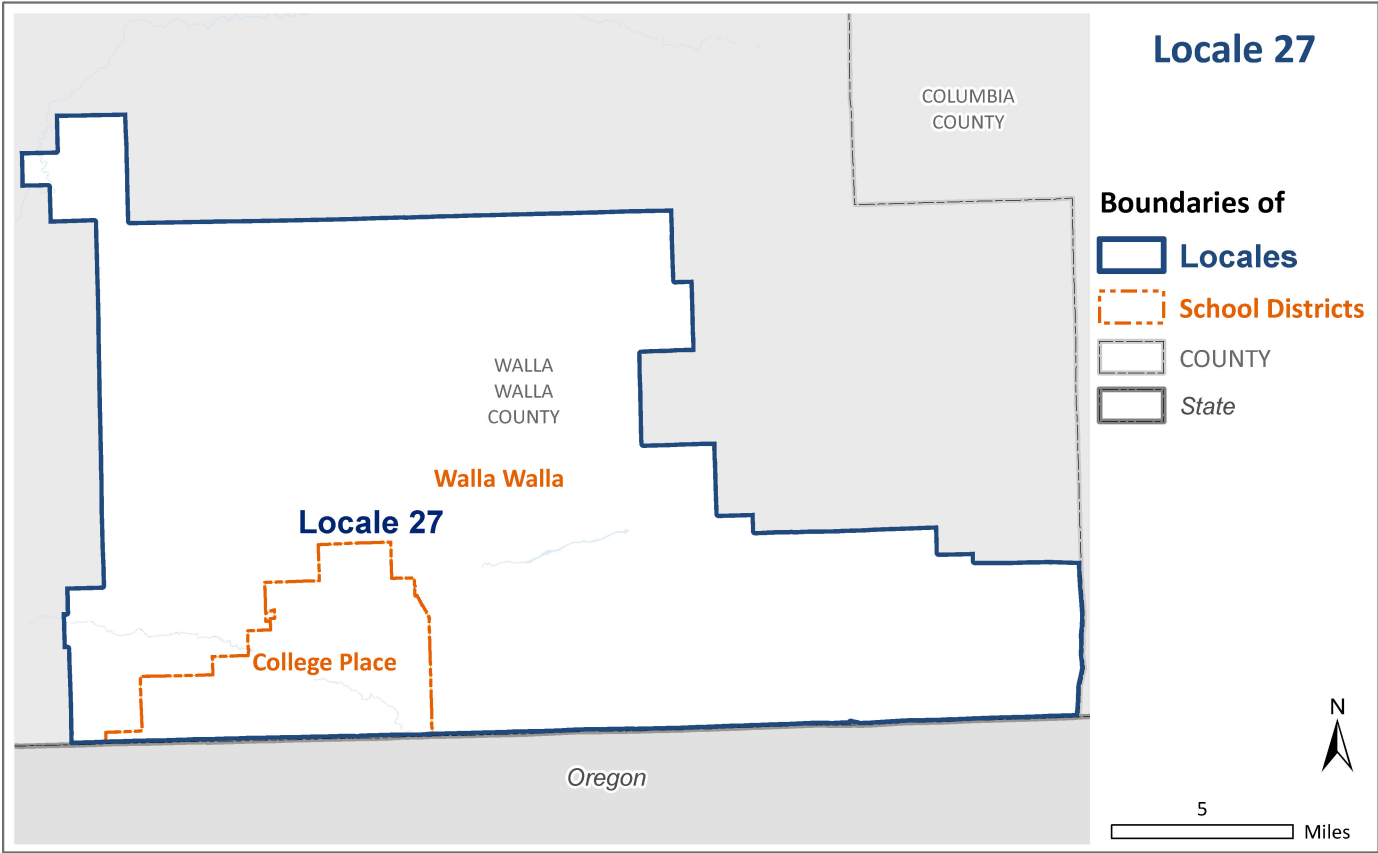 Locale 27
COLUMBIA
COUNTY
Boundaries of
Locales
School Districts
COUNTY
State
WALLA
WALLA
COUNTY
Walla Walla
Locale 27
College Place
Oregon
N
5
Miles